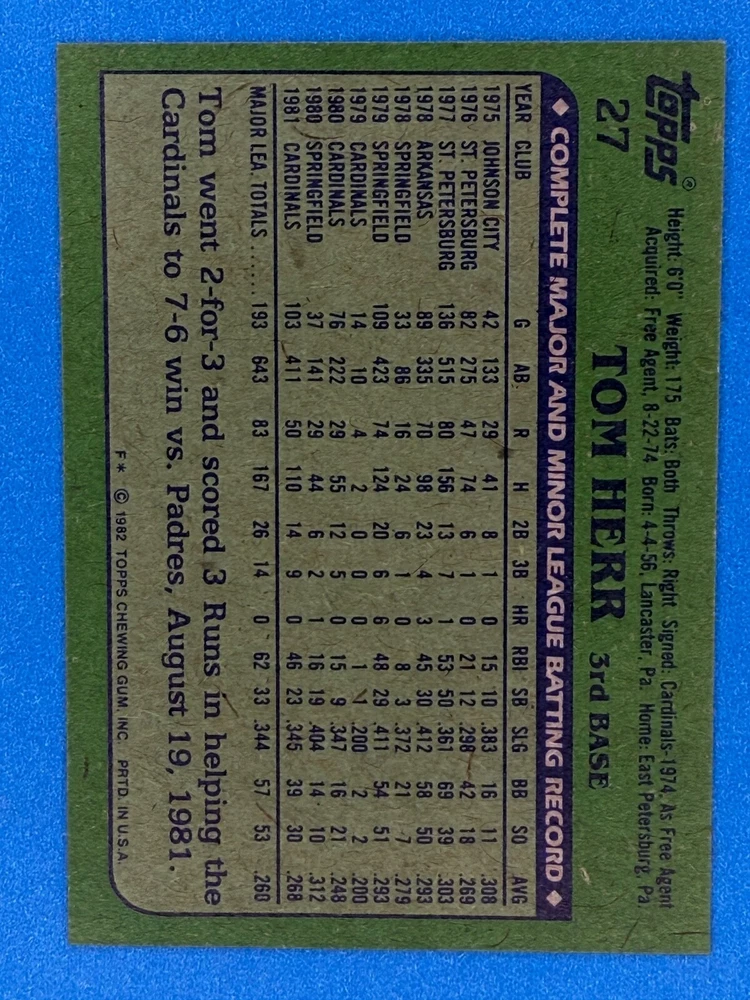 topps®
27
TOM HERR 3rd BASE
Height: 6'0" Weight: 175 Bats: Both Throws: Right Signed: Cardinals-1974, As Free Agent
Acquired: Free Agent, 8-22-74 Born: 4-4-56, Lancaster, Pa. Home: East Petersburg, Pa.
◆ COMPLETE MAJOR AND MINOR LEAGUE BATTING RECORD ◆
YEAR CLUB G AB R H 2B 3B HR RBI SB SLG BB SO AVG
1975 JOHNSON CITY 42 133 29 41 8 1 0 15 10 .383 16 11 .308
1976 ST. PETERSBURG 82 275 47 74 6 1 0 21 12 .298 42 18 .269
1977 ST. PETERSBURG 136 515 80 156 13 7 1 53 50 .361 69 39 .303
1978 ARKANSAS 89 335 70 98 23 4 3 45 30 .412 58 50 .293
1978 SPRINGFIELD 33 86 16 24 6 1 0 8 3 .372 21 7 .279
1979 SPRINGFIELD 109 423 74 124 20 6 6 48 29 .411 54 51 .293
1979 CARDINALS 14 10 4 2 0 0 0 1 1 .200 2 2 .200
1980 CARDINALS 76 222 29 55 12 5 0 15 9 .347 16 21 .248
1980 SPRINGFIELD 37 141 29 44 6 2 1 16 19 .404 14 10 .312
1981 CARDINALS 103 411 50 110 14 9 0 46 23 .345 39 30 .268
MAJOR LEA. TOTALS ...... 193 643 83 167 26 14 0 62 33 .344 57 53 .260
Tom went 2-for-3 and scored 3 Runs in helping the
Cardinals to 7-6 win vs. Padres, August 19, 1981.
F* © 1982 TOPPS CHEWING GUM, INC. PRTD. IN U.S.A.